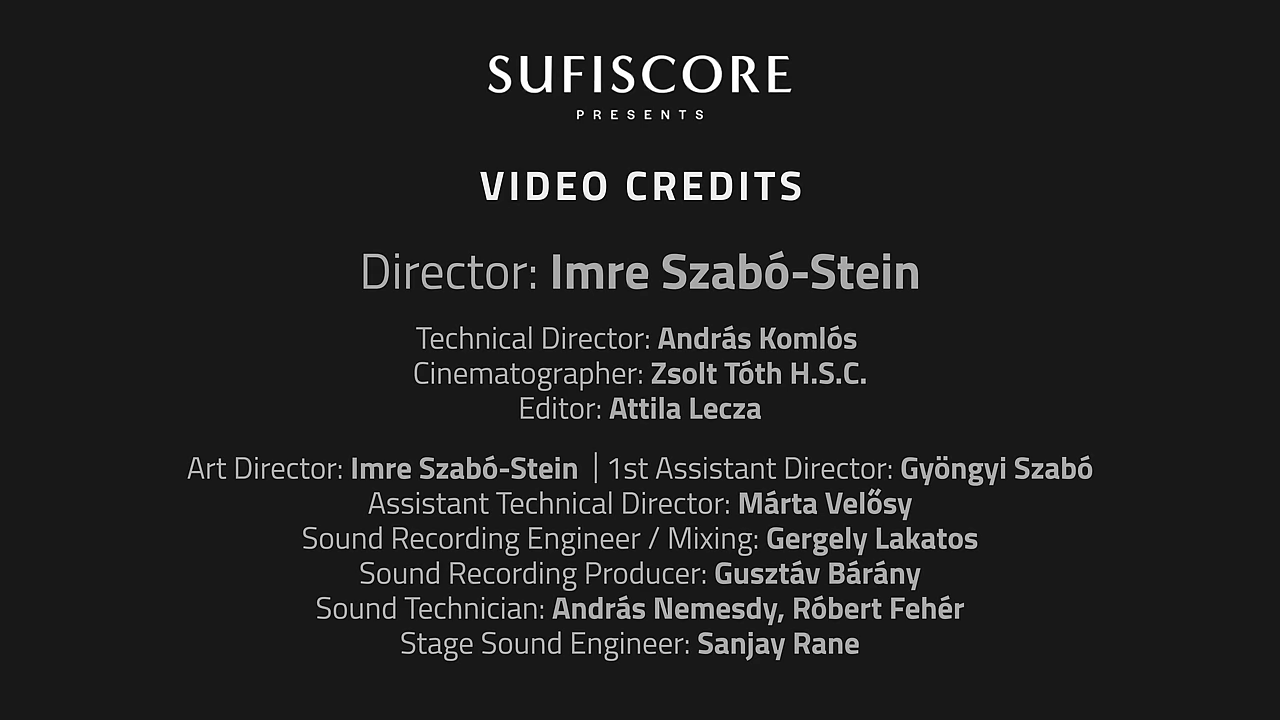 SUFISCORE
PRESENTS
VIDEO CREDITS
Director: Imre Szabó-Stein
Technical Director: András Komlós
Cinematographer: Zsolt Tóth H.S.C.
Editor: Attila Lecza
Art Director: Imre Szabó-Stein | 1st Assistant Director: Gyöngyi Szabó
Assistant Technical Director: Márta Velősy
Sound Recording Engineer / Mixing: Gergely Lakatos
Sound Recording Producer: Gusztáv Bárány
Sound Technician: András Nemesdy, Róbert Fehér
Stage Sound Engineer: Sanjay Rane